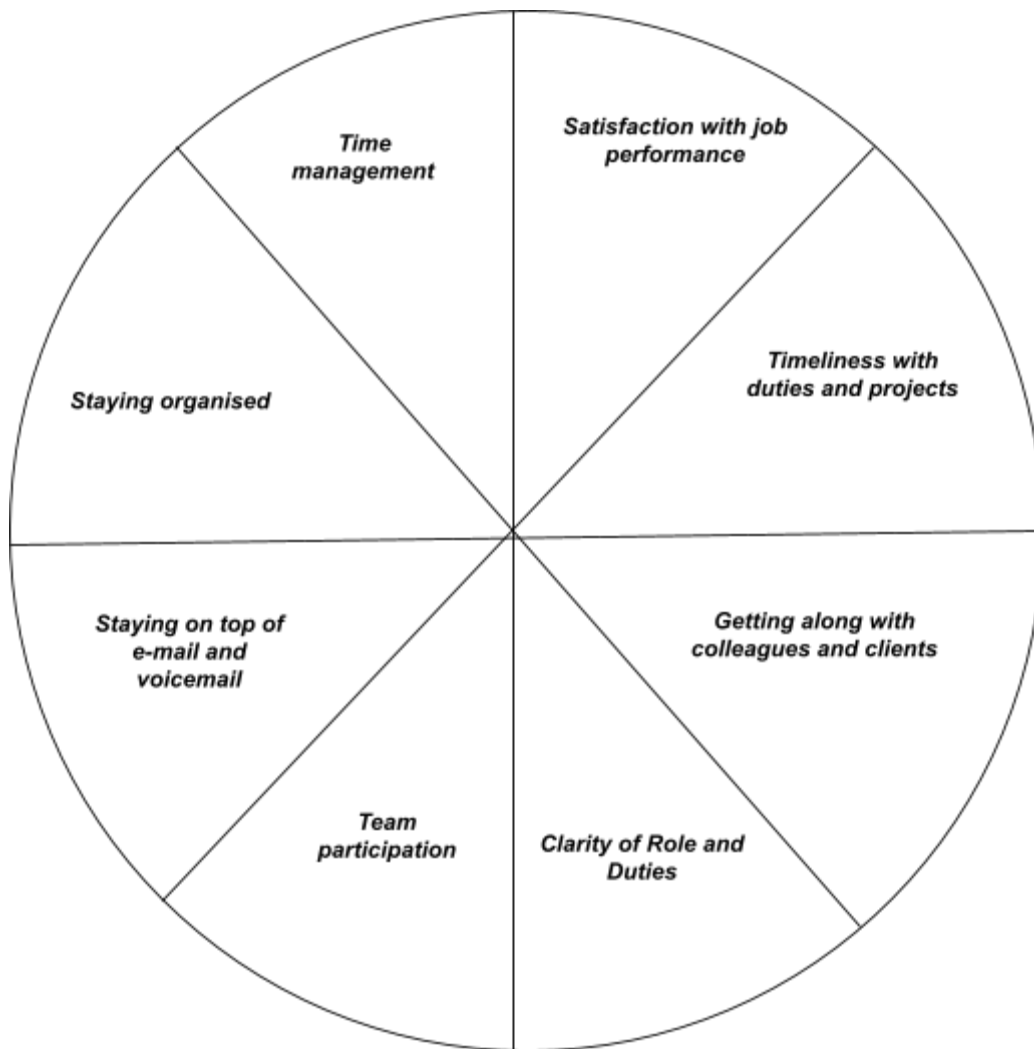 Time
management
Satisfaction with job
performance
Timeliness with
duties and projects
Staying organised
Getting along with
colleagues and clients
Staying on top of
e-mail and
voicemail
Team
participation
Clarity of Role and
Duties